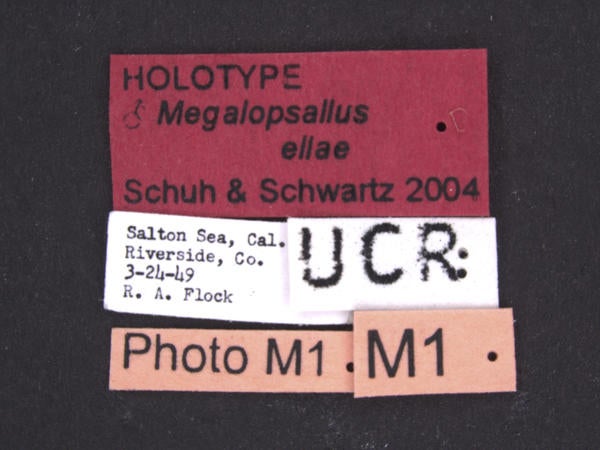 HOLOTYPE
♂ Megalopsallus
ellae
Schuh & Schwartz 2004
Salton Sea, Cal.
Riverside, Co.
3-24-49
R. A. Flock
UCR
Photo M1
M1